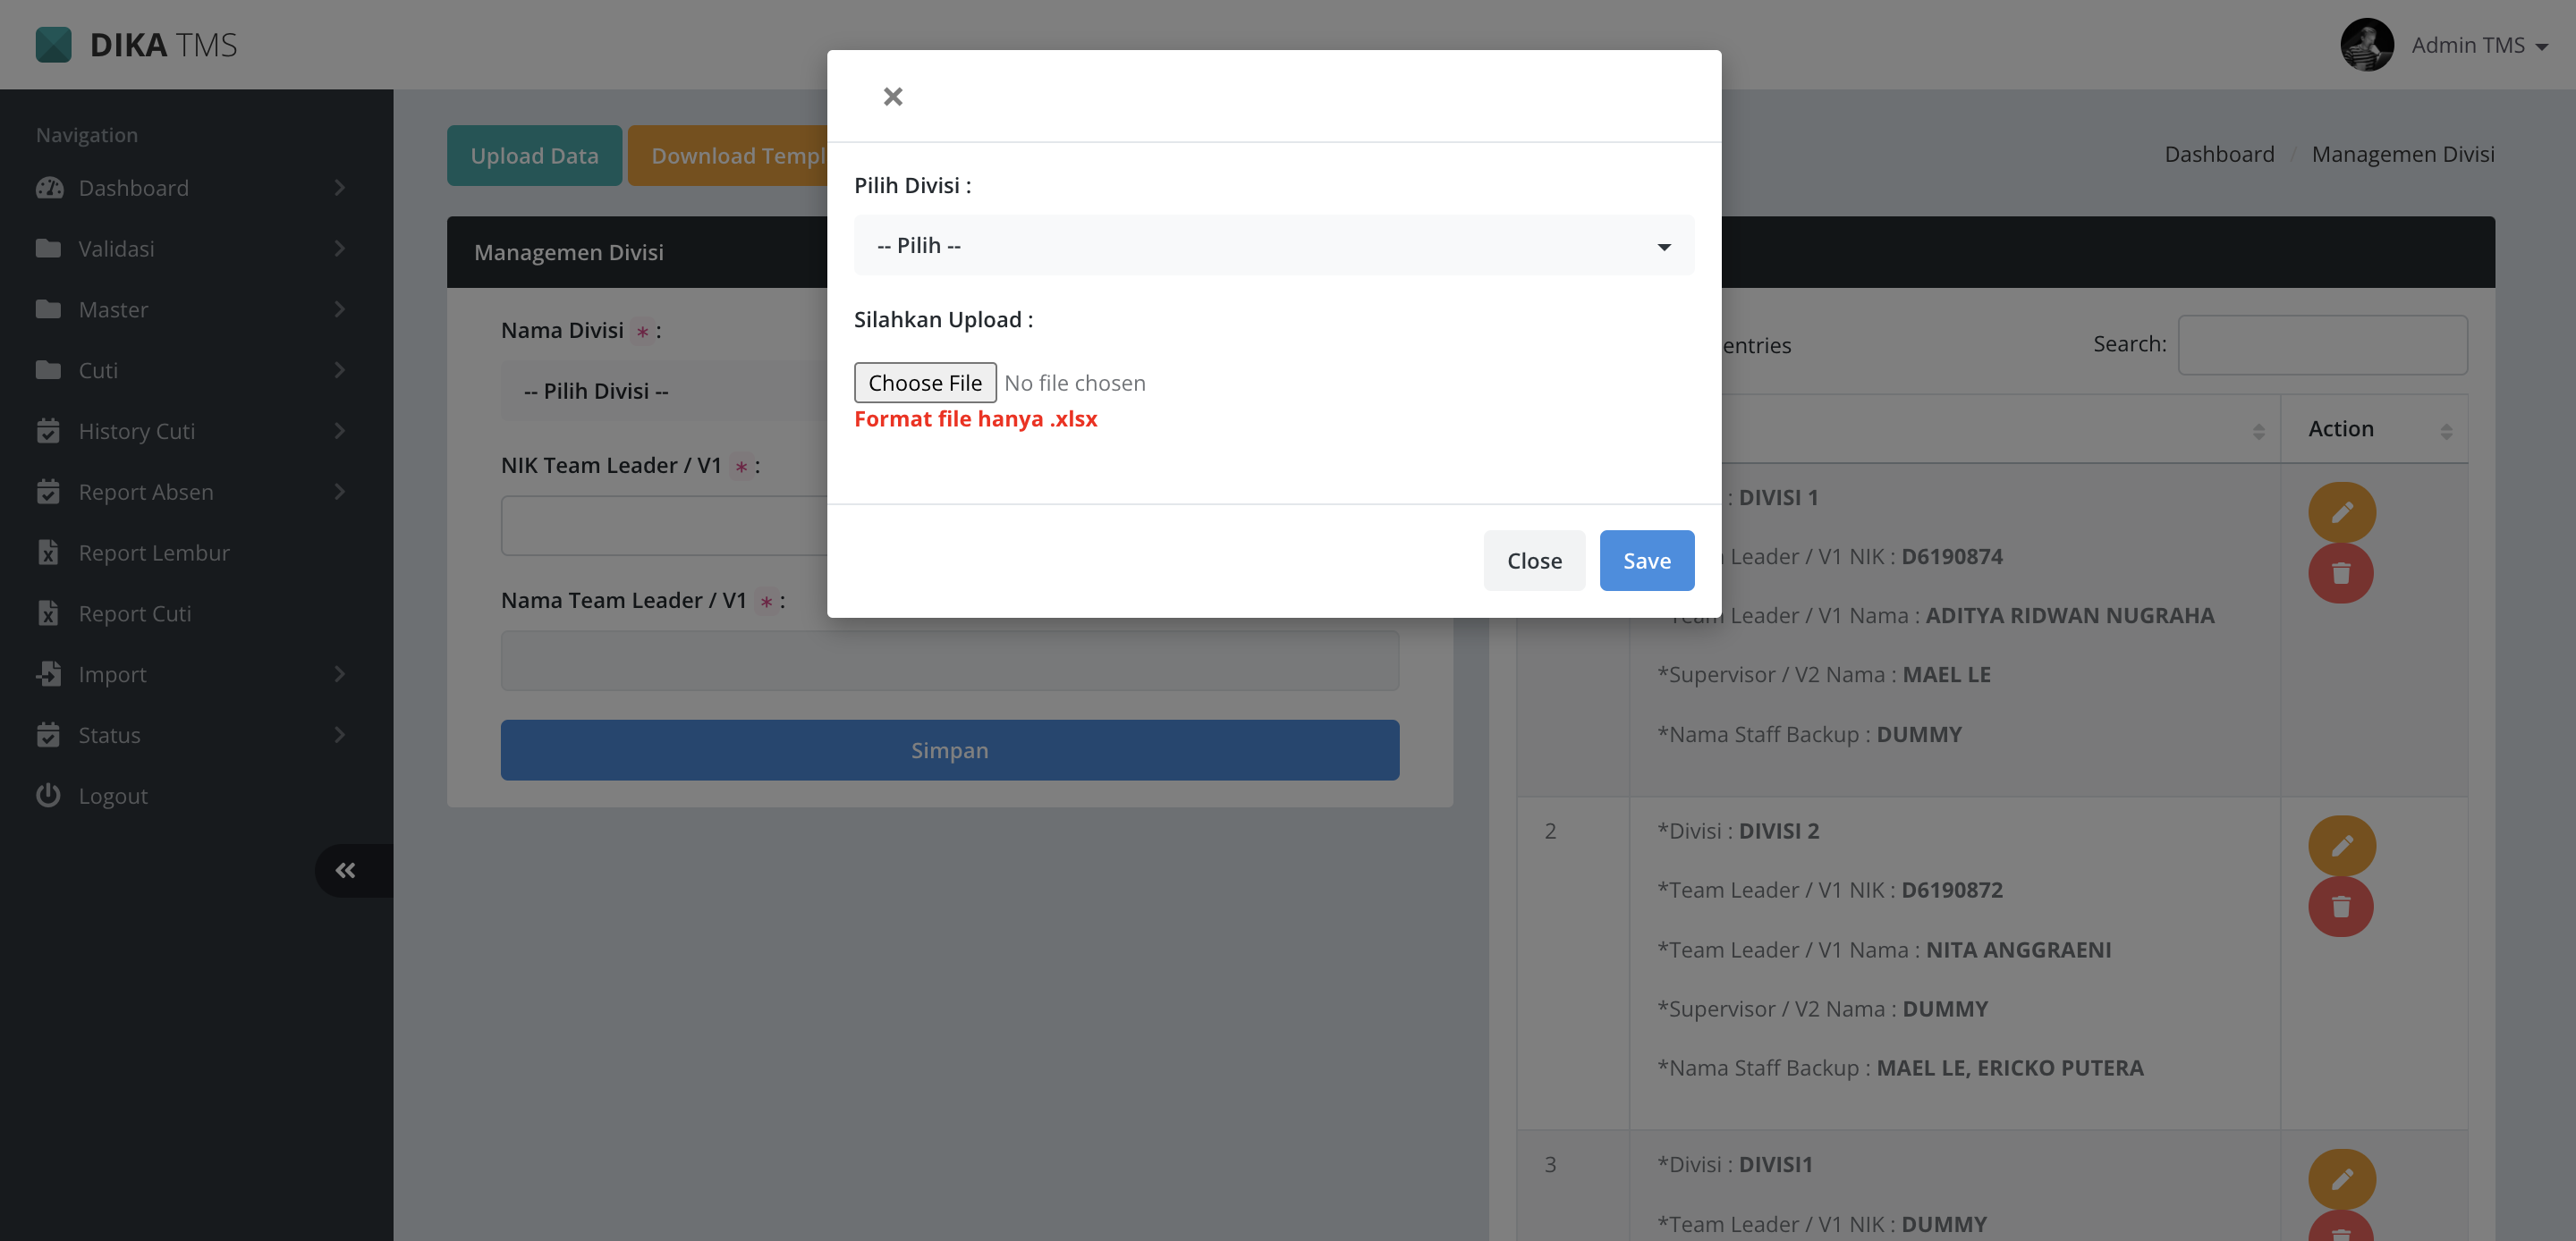 DIKA TMS
Admin TMS
Navigation
Dashboard
Validasi
Master
Cuti
History Cuti
Report Absen
Report Lembur
Report Cuti
Import
Status
Logout
Upload Data
Download Templ
Dashboard / Managemen Divisi
Managemen Divisi
Nama Divisi * :
-- Pilih Divisi --
NIK Team Leader / V1 * :
Nama Team Leader / V1 * :
Simpan
×
Pilih Divisi :
-- Pilih --
Silahkan Upload :
Choose File No file chosen
Format file hanya .xlsx
Close
Save
entries
Search:
Action
: DIVISI 1
Leader / V1 NIK : D6190874
Team Leader / V1 Nama : ADITYA RIDWAN NUGRAHA
*Supervisor / V2 Nama : MAEL LE
*Nama Staff Backup : DUMMY
2
*Divisi : DIVISI 2
*Team Leader / V1 NIK : D6190872
*Team Leader / V1 Nama : NITA ANGGRAENI
*Supervisor / V2 Nama : DUMMY
*Nama Staff Backup : MAEL LE, ERICKO PUTERA
3
*Divisi : DIVISI1
*Team Leader / V1 NIK : DUMMY